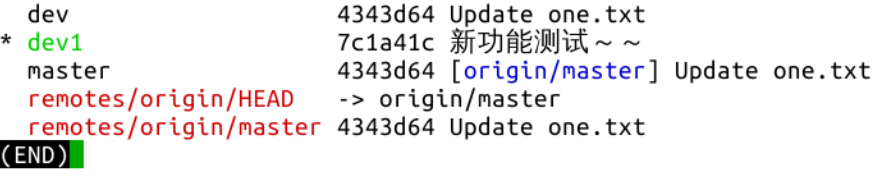 dev                   4343d64 Update one.txt
* dev1                  7c1a41c 新功能测试～～
  master                4343d64 [origin/master] Update one.txt
  remotes/origin/HEAD   -> origin/master
  remotes/origin/master 4343d64 Update one.txt
(END)